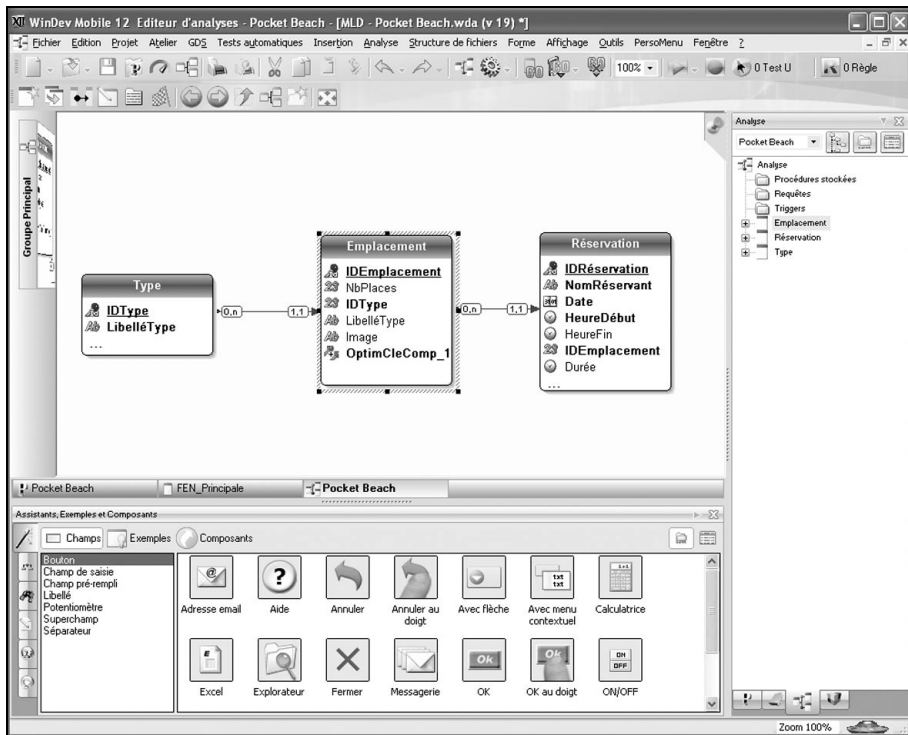 WinDev Mobile 12 Editeur d'analyses - Pocket Beach - [MLD - Pocket Beach.wda (v 19) *]
Fichier Edition Projet Atelier GDS Tests automatiques Insertion Analyse Structure de fichiers Forme Affichage Outils PersoMenu Fenêtre ?
100% 0 Test U 0 Règle
Groupe Principal
Type
IDType
LibelléType
...
0,n
1,1
Emplacement
IDEmplacement
NbPlaces
IDType
LibelléType
Image
OptimCleComp_1
0,n
1,1
Réservation
IDRéservation
NomRéservant
Date
HeureDébut
HeureFin
IDEmplacement
Durée
...
Analyse
Pocket Beach
Analyse
Procédures stockées
Requêtes
Triggers
Emplacement
Réservation
Type
Pocket Beach FEN_Principale Pocket Beach
Assistants, Exemples et Composants
Champs Exemples Composants
Bouton
Champ de saisie
Champ pré-rempli
Libellé
Potentiomètre
Superchamp
Séparateur
Adresse email
Aide
Annuler
Annuler au doigt
Avec flèche
txt
txt
Avec menu contextuel
Calculatrice
Excel
Explorateur
Fermer
Messagerie
Ok
OK
Ok
OK au doigt
ON
OFF
ON/OFF
Zoom 100%